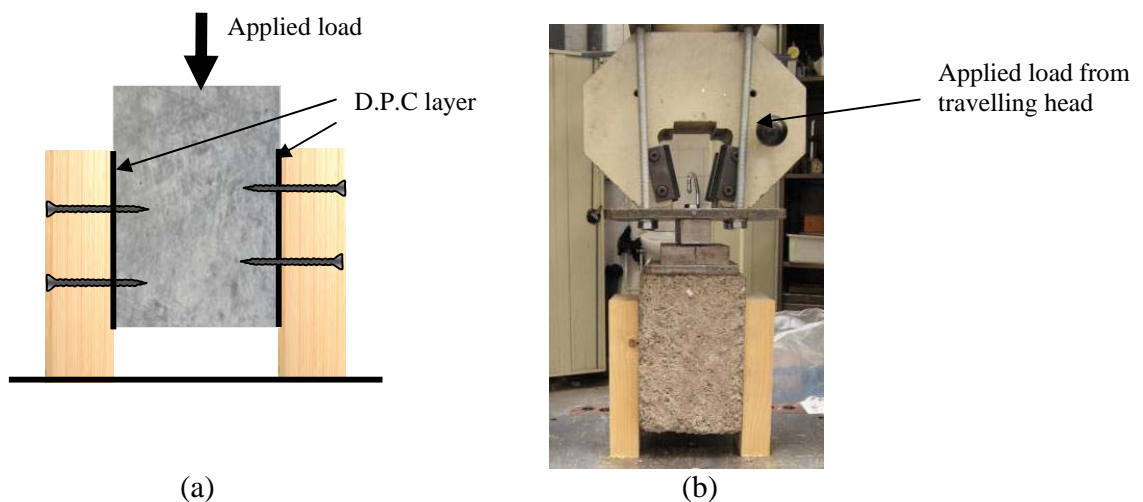 Applied load
D.P.C layer
Applied load from
travelling head
(a)
(b)